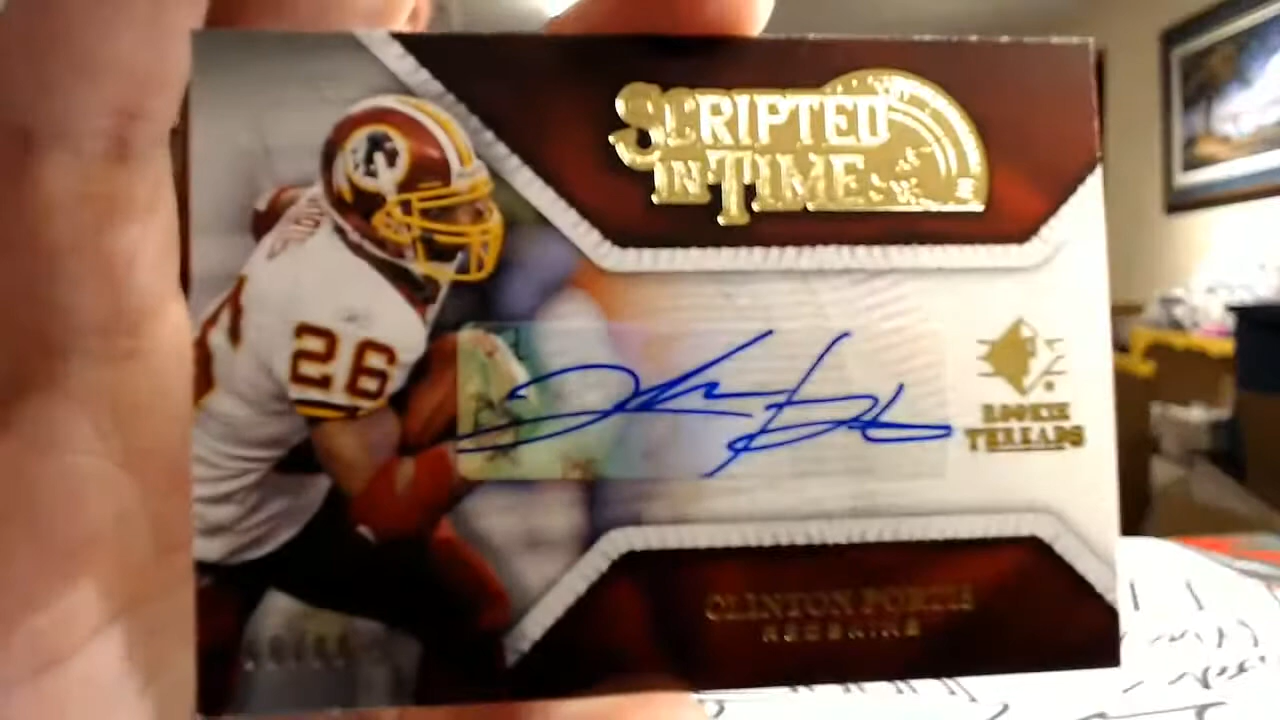 SCRIPTED
IN TIME
26
ROOKIE
THREADS
CLINTON PORTIS
REDSKINS